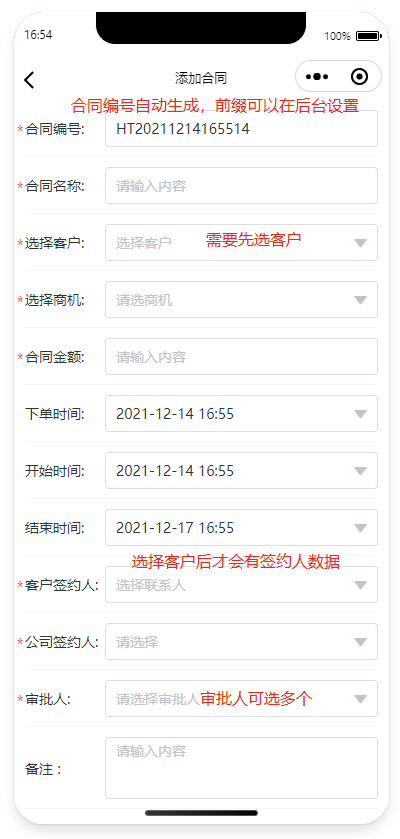 16:54 100%
添加合同
合同编号自动生成，前缀可以在后台设置
*合同编号: HT20211214165514
*合同名称: 请输入内容
*选择客户: 选择客户 需要先选客户
*选择商机: 请选商机
*合同金额: 请输入内容
下单时间: 2021-12-14 16:55
开始时间: 2021-12-14 16:55
结束时间: 2021-12-17 16:55
选择客户后才会有签约人数据
*客户签约人: 选择联系人
*公司签约人: 请选择
*审批人: 请选择审批人 审批人可选多个
备注： 请输入内容